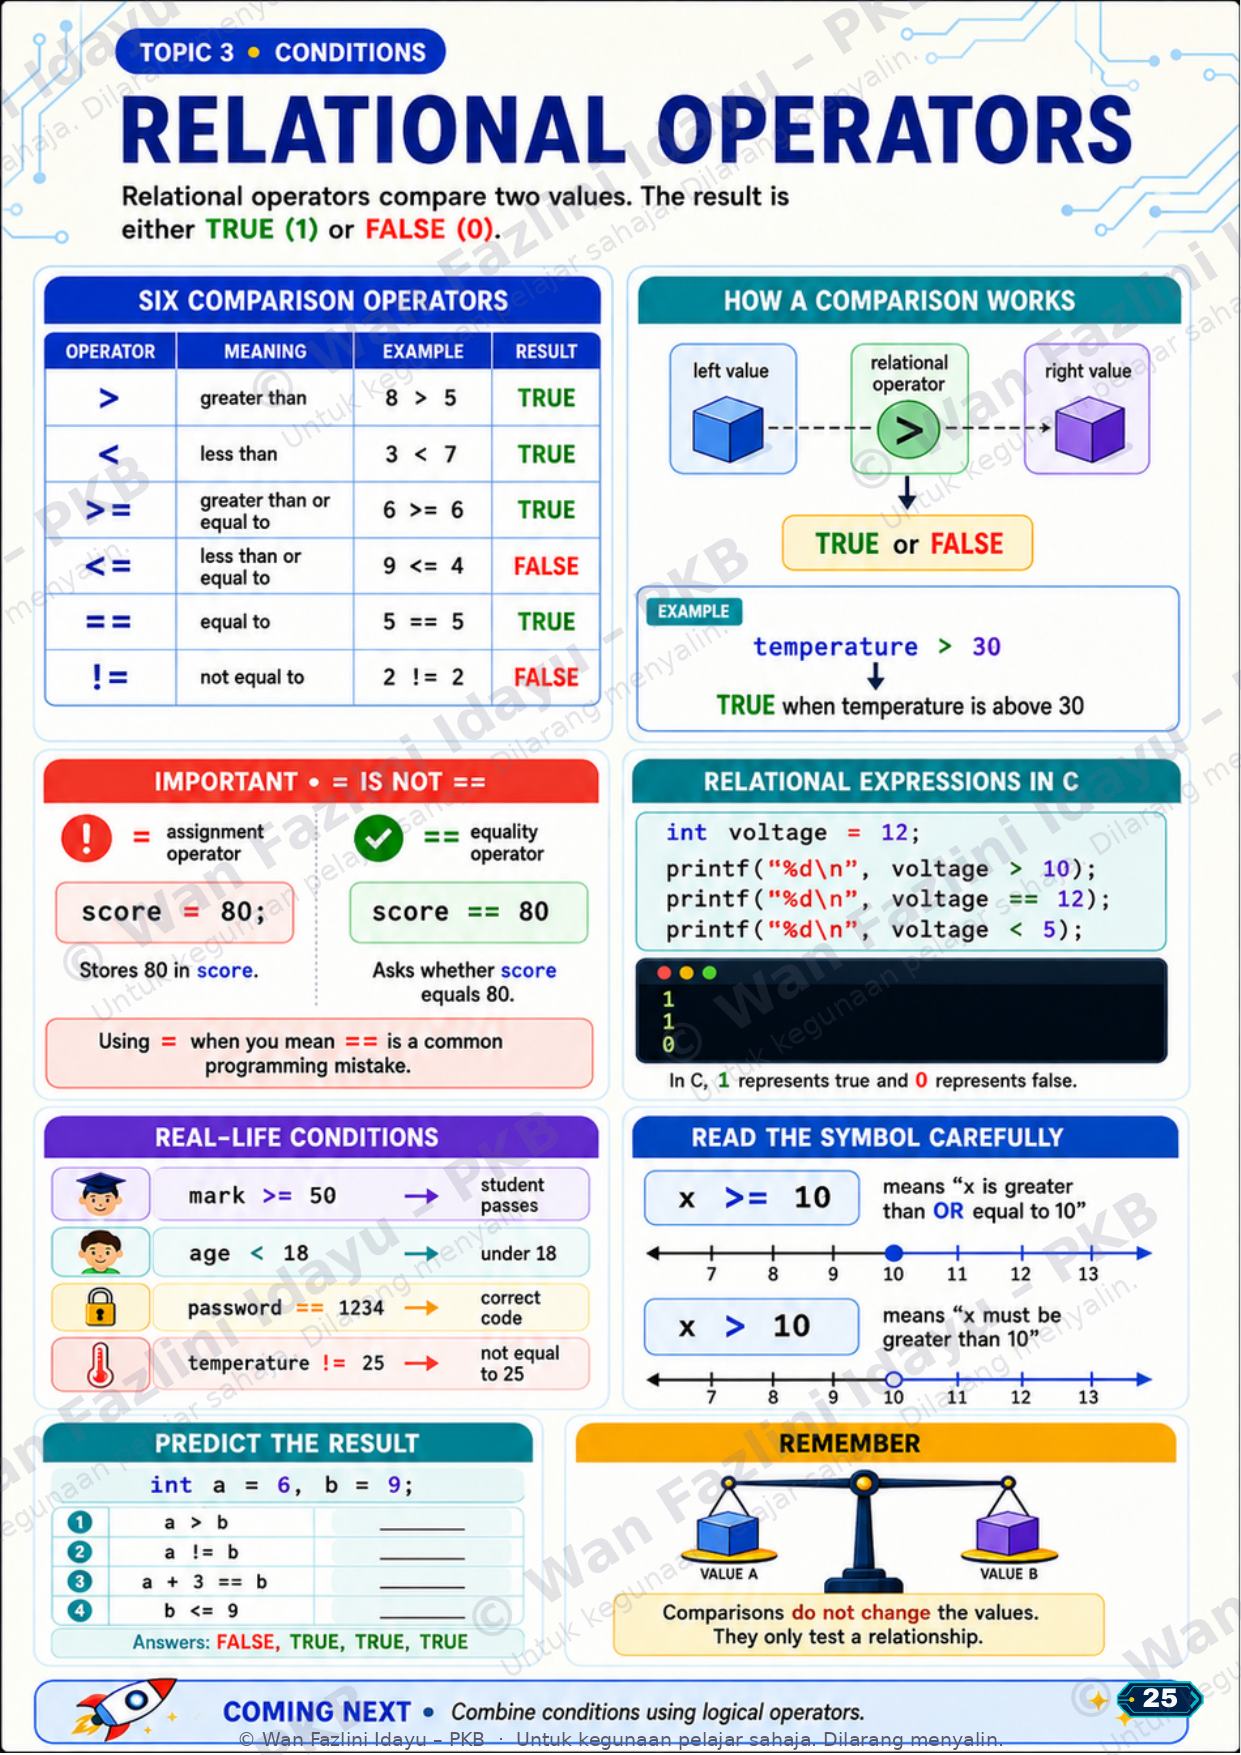 TOPIC 3 • CONDITIONS
RELATIONAL OPERATORS
Relational operators compare two values. The result is
either TRUE (1) or FALSE (0).
SIX COMPARISON OPERATORS
OPERATOR MEANING EXAMPLE RESULT
> greater than 8 > 5 TRUE
< less than 3 < 7 TRUE
>= greater than or equal to 6 >= 6 TRUE
<= less than or equal to 9 <= 4 FALSE
== equal to 5 == 5 TRUE
!= not equal to 2 != 2 FALSE
HOW A COMPARISON WORKS
left value
relational
operator
right value
>
TRUE or FALSE
EXAMPLE
temperature > 30
TRUE when temperature is above 30
IMPORTANT • = IS NOT ==
! = assignment
operator
score = 80;
Stores 80 in score.
== equality
operator
score == 80
Asks whether score
equals 80.
Using = when you mean == is a common
programming mistake.
RELATIONAL EXPRESSIONS IN C
int voltage = 12;
printf(“%d\n”, voltage > 10);
printf(“%d\n”, voltage == 12);
printf(“%d\n”, voltage < 5);
1
1
0
In C, 1 represents true and 0 represents false.
REAL-LIFE CONDITIONS
mark >= 50 → student passes
age < 18 → under 18
password == 1234 → correct code
temperature != 25 → not equal to 25
READ THE SYMBOL CAREFULLY
x >= 10
means “x is greater
than OR equal to 10”
7 8 9 10 11 12 13
x > 10
means “x must be
greater than 10”
7 8 9 10 11 12 13
PREDICT THE RESULT
int a = 6, b = 9;
1 a > b
2 a != b
3 a + 3 == b
4 b <= 9
Answers: FALSE, TRUE, TRUE, TRUE
REMEMBER
VALUE A VALUE B
Comparisons do not change the values.
They only test a relationship.
COMING NEXT • Combine conditions using logical operators.
25
© Wan Fazlini Idayu – PKB · Untuk kegunaan pelajar sahaja. Dilarang menyalin.
© Wan Fazlini Idayu – PKB
Untuk kegunaan pelajar sahaja. Dilarang menyalin.